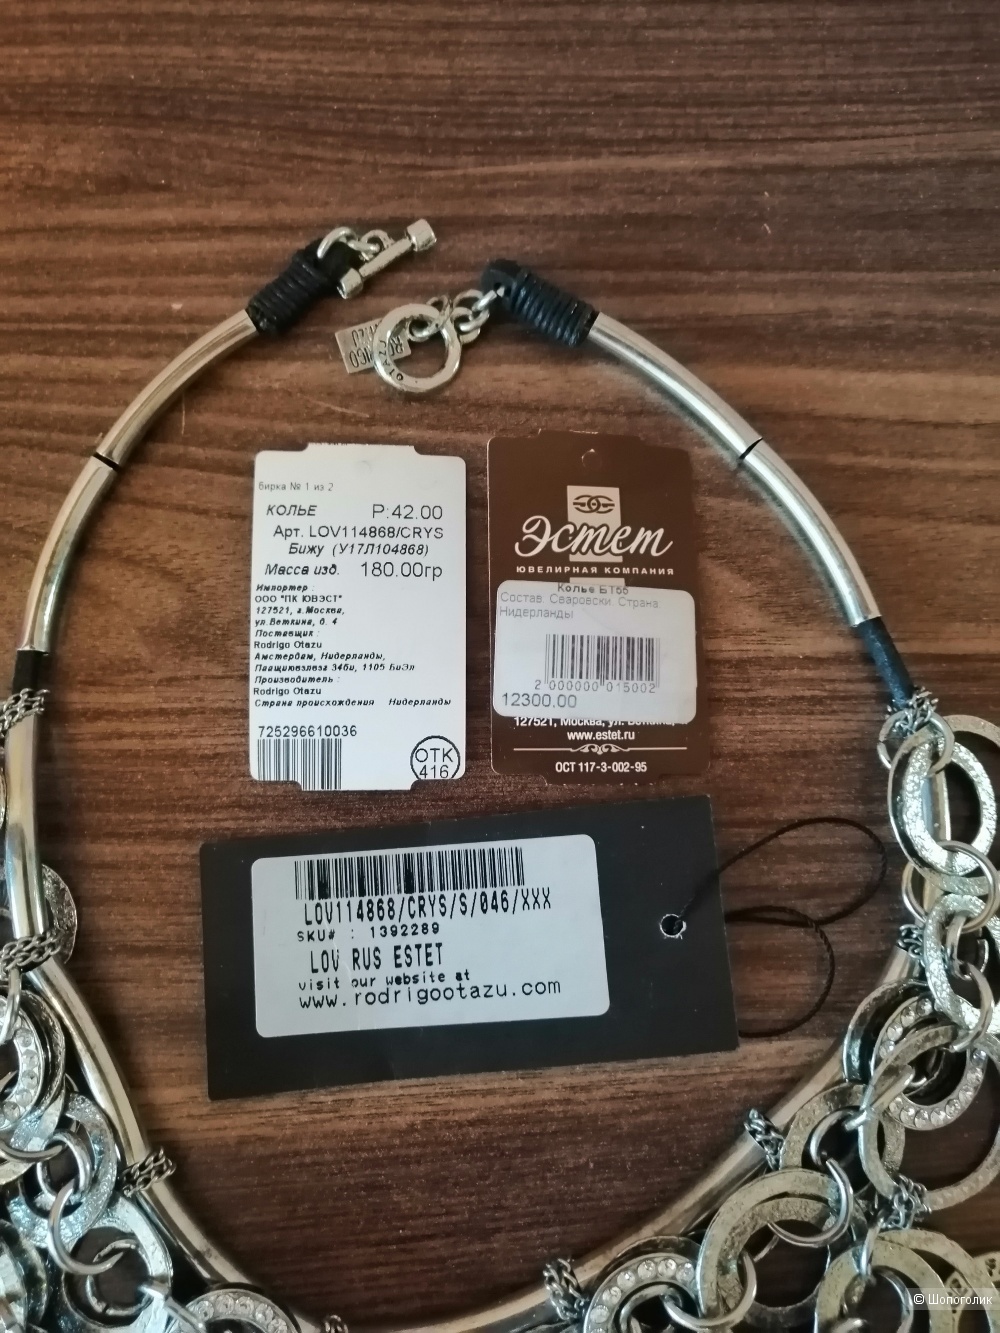 бирка № 1 из 2
КОЛЬЕ Р:42.00
Арт. LOV114868/CRYS
Бижу (У17Л104868)
Масса изд. 180.00гр
Импортер :
ООО "ПК ЮВЭСТ"
127521, г.Москва,
ул.Веткина, д. 4
Поставщик :
Rodrigo Otazu
Амстердам, Нидерланды,
346и, 1105 БиЭл
Производитель :
Rodrigo Otazu
Страна происхождения Нидерланды
725296610036
ОТК
416
Эстет
ЮВЕЛИРНАЯ КОМПАНИЯ
Колье
Состав: Сваровски. Страна:
Нидерланды
2 000000 015002
12300.00
127521, Москва, ул.
www.estet.ru
ОСТ 117-3-002-95
LOV114868/CRYS/S/046/XXX
SKU# : 1392289
LOV RUS ESTET
visit our website at
www.rodrigootazu.com
© Шопоголик